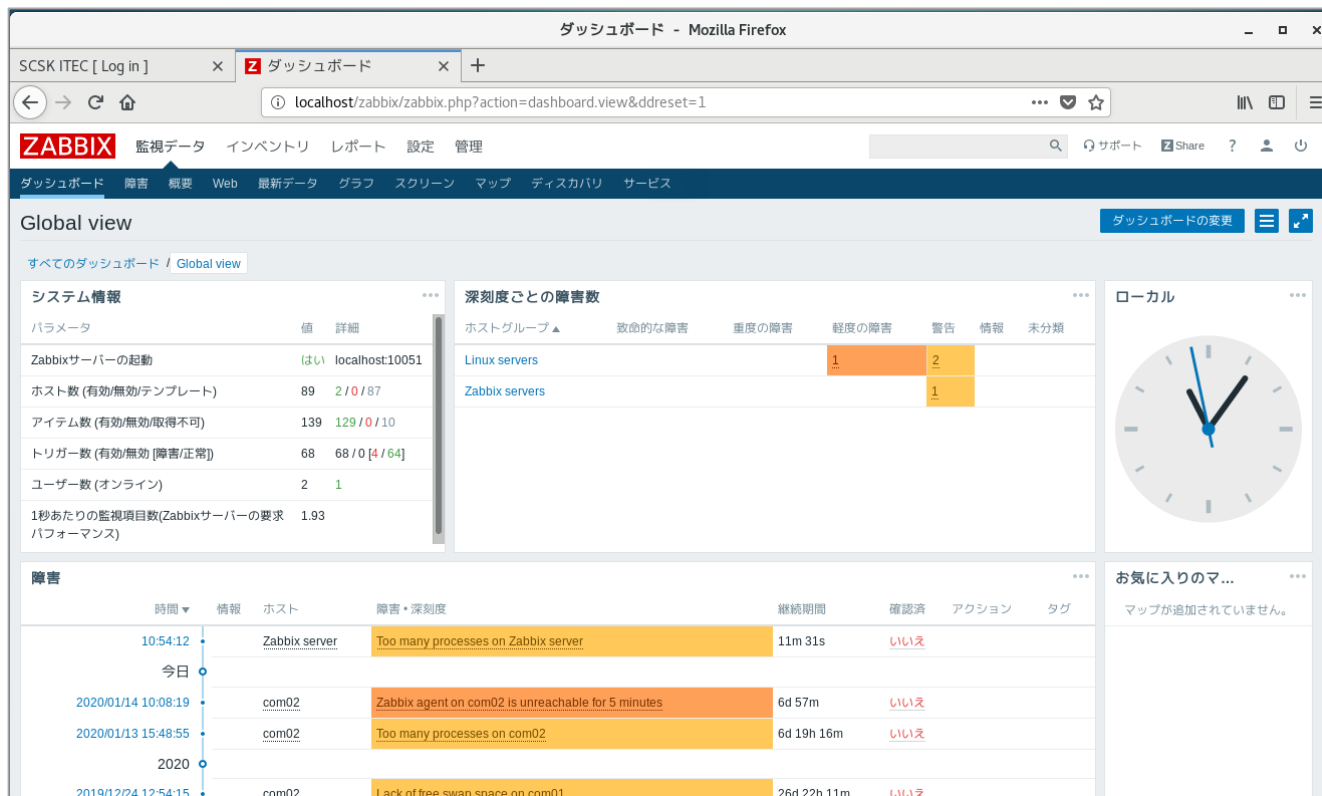 ダッシュボード - Mozilla Firefox
SCSK ITEC [ Log in ] × Z ダッシュボード × +
localhost/zabbix/zabbix.php?action=dashboard.view&ddreset=1
ZABBIX 監視データ インベントリ レポート 設定 管理 サポート Z Share ?
ダッシュボード 障害 概要 Web 最新データ グラフ スクリーン マップ ディスカバリ サービス
Global view ダッシュボードの変更
すべてのダッシュボード / Global view
システム情報
パラメータ 値 詳細
Zabbixサーバーの起動 はい localhost:10051
ホスト数 (有効/無効/テンプレート) 89 2 / 0 / 87
アイテム数 (有効/無効/取得不可) 139 129 / 0 / 10
トリガー数 (有効/無効 [障害/正常]) 68 68 / 0 [4 / 64]
ユーザー数 (オンライン) 2 1
1秒あたりの監視項目数(Zabbixサーバーの要求 1.93
パフォーマンス)
深刻度ごとの障害数
ホストグループ▲ 致命的な障害 重度の障害 軽度の障害 警告 情報 未分類
Linux servers 1 2
Zabbix servers 1
ローカル
障害
時間▼ 情報 ホスト 障害 • 深刻度 継続期間 確認済 アクション タグ
10:54:12 Zabbix server Too many processes on Zabbix server 11m 31s いいえ
今日
2020/01/14 10:08:19 com02 Zabbix agent on com02 is unreachable for 5 minutes 6d 57m いいえ
2020/01/13 15:48:55 com02 Too many processes on com02 6d 19h 16m いいえ
2020
2019/12/24 12:54:15 com02 Lack of free swap space on com01 26d 22h 11m いいえ
お気に入りのマ...
マップが追加されていません。